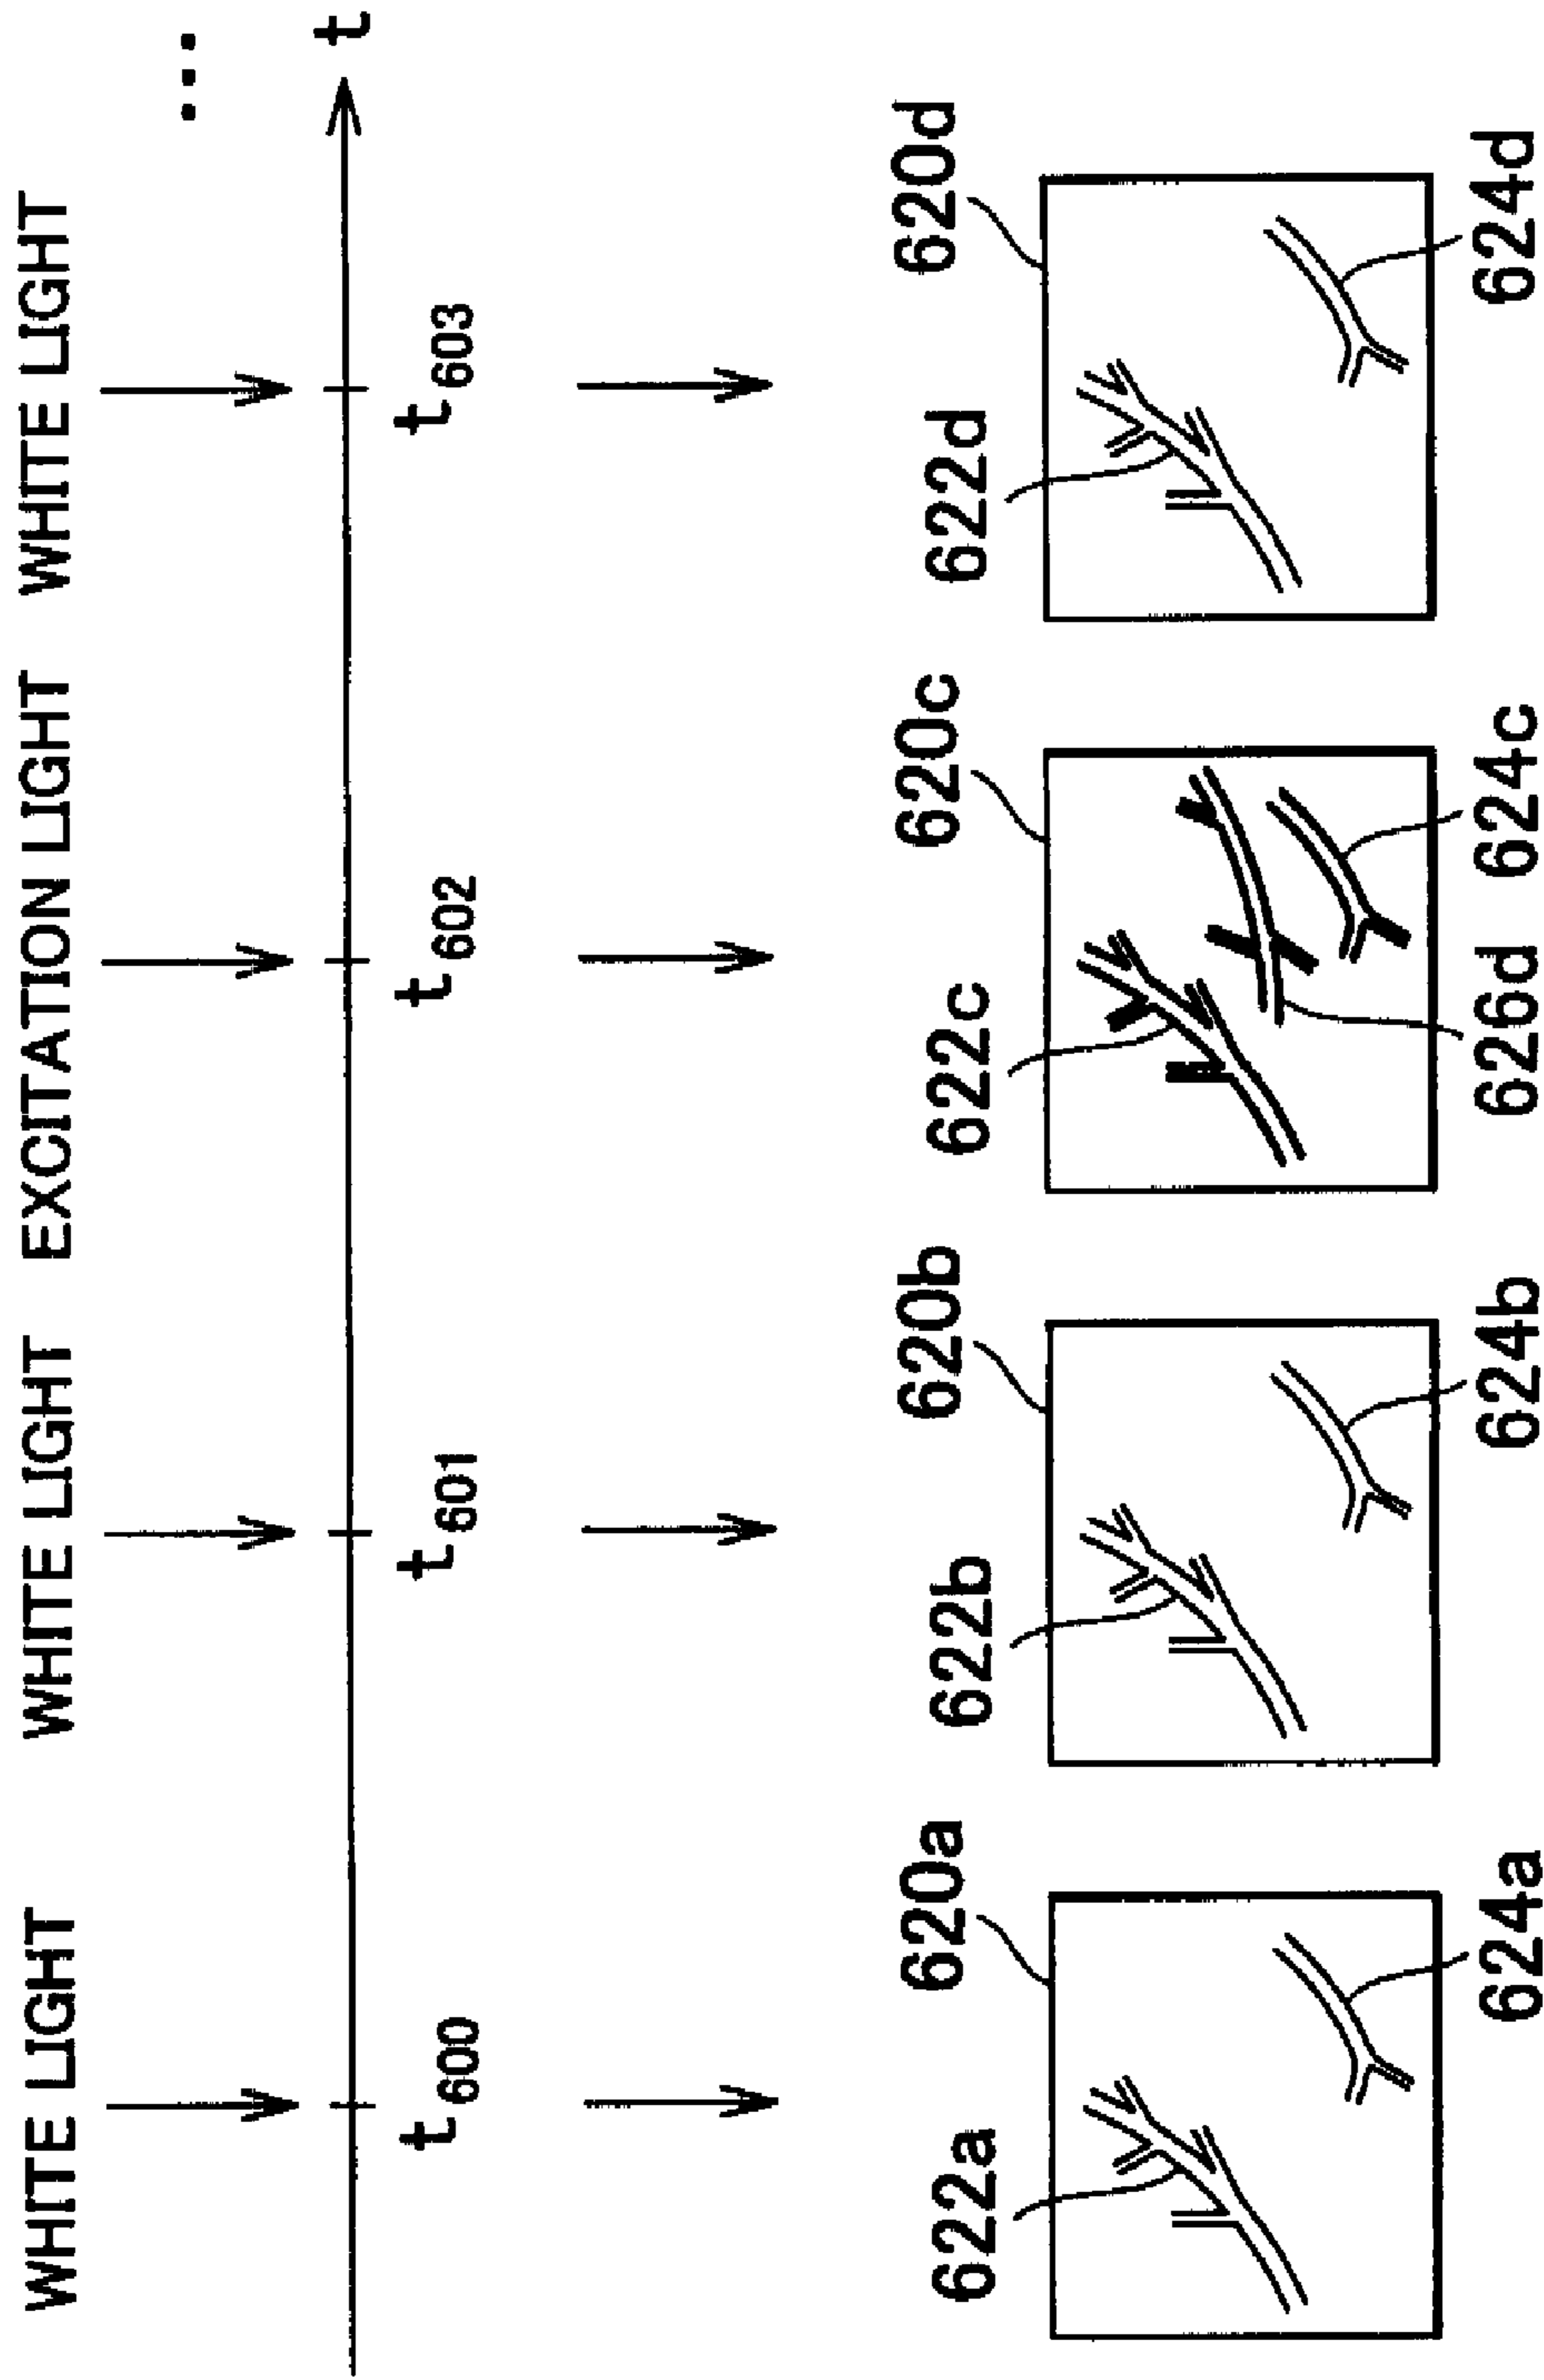 WHITE LIGHT WHITE LIGHT EXCITATION LIGHT WHITE LIGHT
...
t
t600 t601 t602 t603
620a 620b 620c 620d
622a 622b 622c 622d
624a 624b 626d 624c 624d